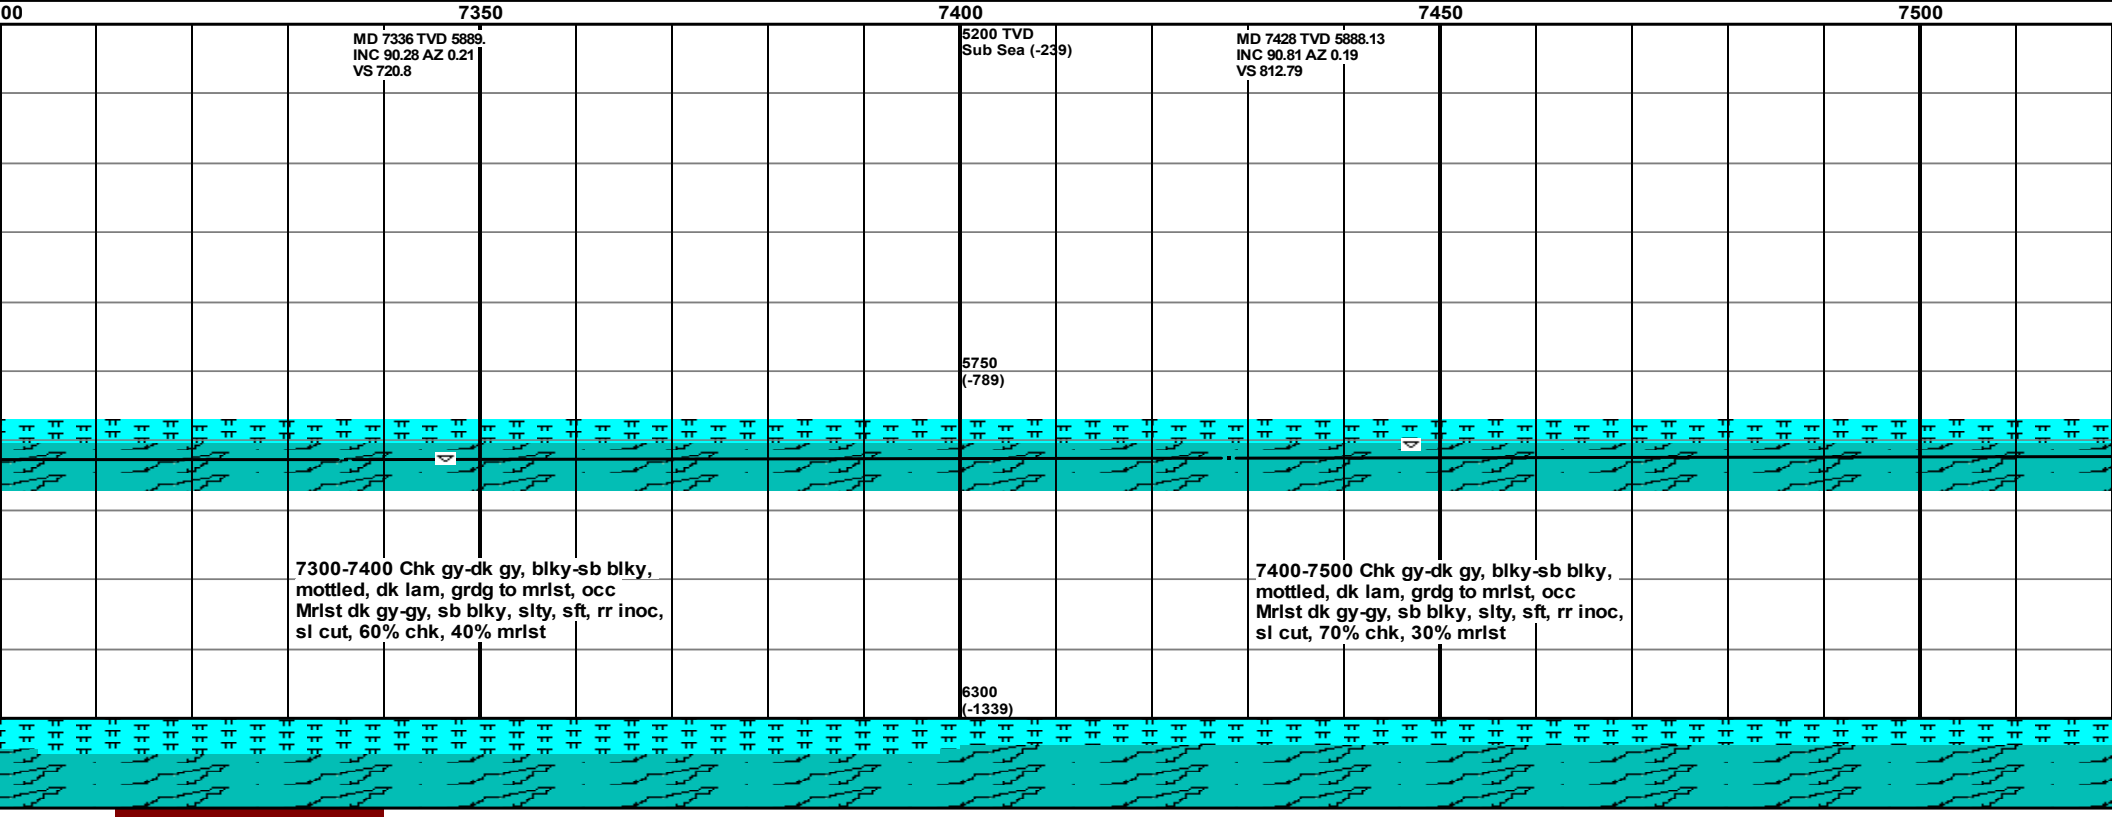 00 7350 7400 7450 7500
MD 7336 TVD 5889.
INC 90.28 AZ 0.21
VS 720.8
5200 TVD
Sub Sea (-239)
MD 7428 TVD 5888.13
INC 90.81 AZ 0.19
VS 812.79
5750
(-789)
7300-7400 Chk gy-dk gy, blky-sb blky,
mottled, dk lam, grdg to mrlst, occ
Mrlst dk gy-gy, sb blky, slty, sft, rr inoc,
sl cut, 60% chk, 40% mrlst
7400-7500 Chk gy-dk gy, blky-sb blky,
mottled, dk lam, grdg to mrlst, occ
Mrlst dk gy-gy, sb blky, slty, sft, rr inoc,
sl cut, 70% chk, 30% mrlst
6300
(-1339)